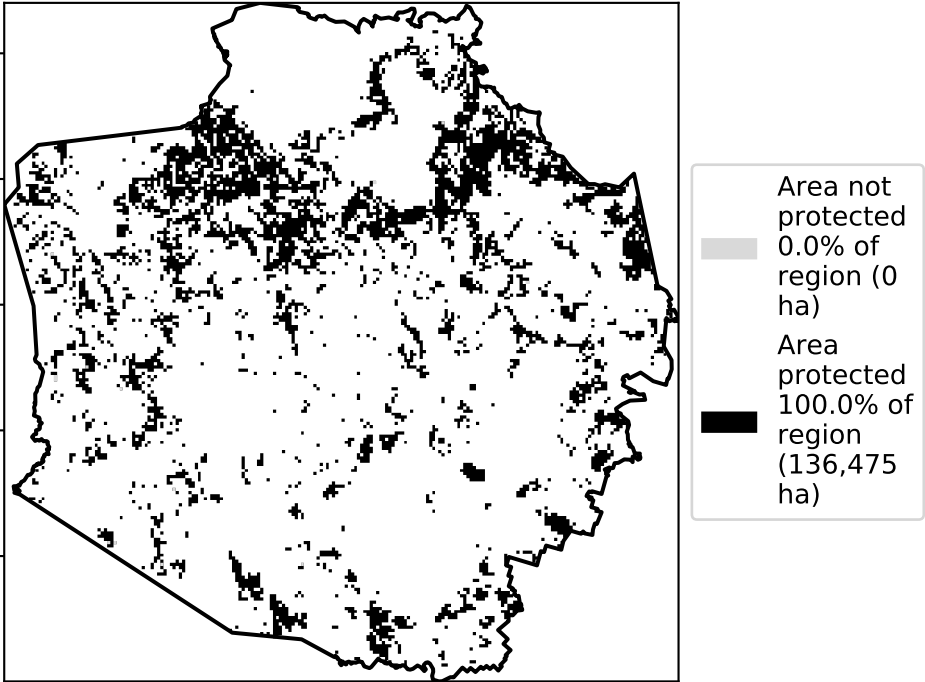 Area not
protected
0.0% of
region (0
ha)
Area
protected
100.0% of
region
(136,475
ha)